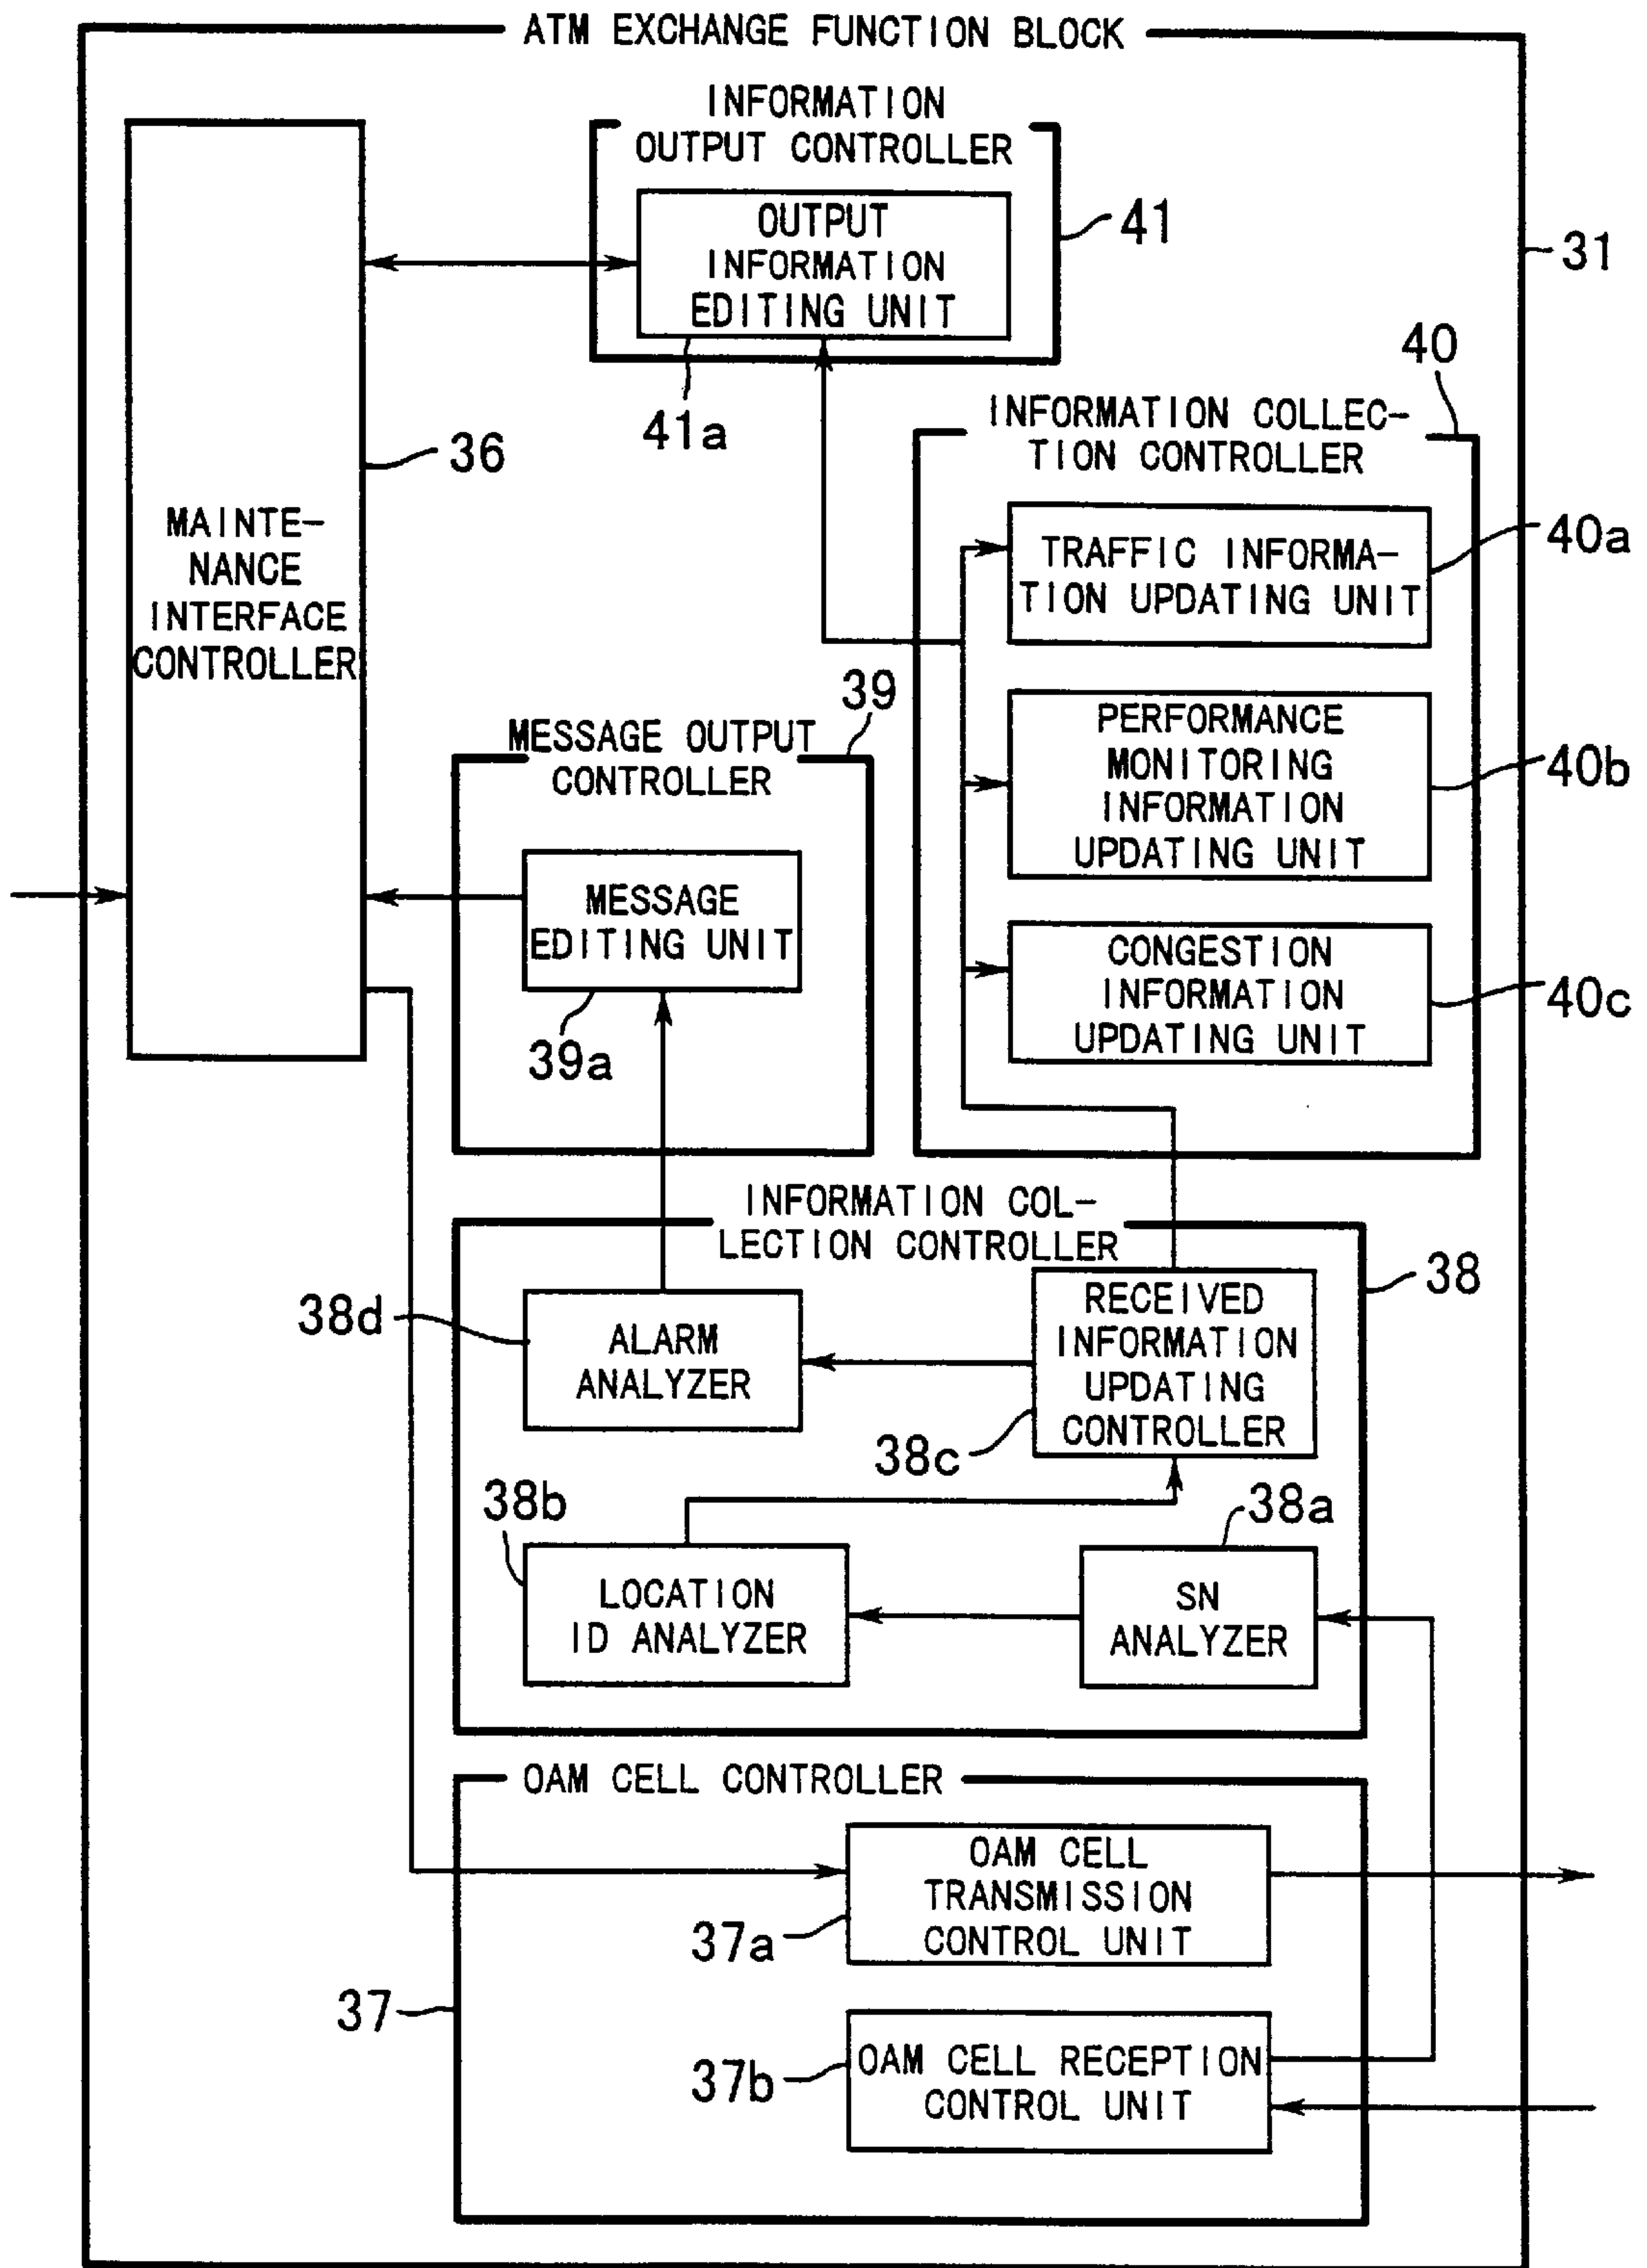 ATM EXCHANGE FUNCTION BLOCK
INFORMATION
OUTPUT CONTROLLER
OUTPUT
INFORMATION
EDITING UNIT
41
31
41a
40
INFORMATION COLLEC-
TION CONTROLLER
36
MAINTE-
NANCE
INTERFACE
CONTROLLER
TRAFFIC INFORMA-
TION UPDATING UNIT
40a
39
MESSAGE OUTPUT
CONTROLLER
PERFORMANCE
MONITORING
INFORMATION
UPDATING UNIT
40b
MESSAGE
EDITING UNIT
39a
CONGESTION
INFORMATION
UPDATING UNIT
40c
INFORMATION COL-
LECTION CONTROLLER
38
38d
ALARM
ANALYZER
RECEIVED
INFORMATION
UPDATING
CONTROLLER
38c
38b
38a
LOCATION
ID ANALYZER
SN
ANALYZER
OAM CELL CONTROLLER
OAM CELL
TRANSMISSION
CONTROL UNIT
37a
37
OAM CELL RECEPTION
CONTROL UNIT
37b